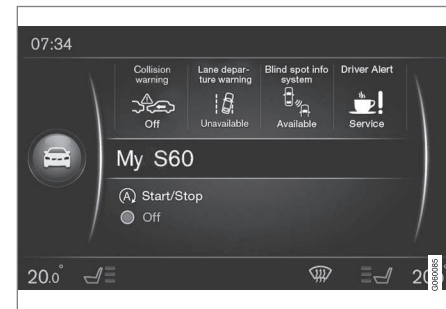 07:34
Collision warning
Off
Lane depar-
ture warning
Unavailable
Blind spot info
system
Available
Driver Alert
Service
My S60
A Start/Stop
Off
20.0°
20
G060085